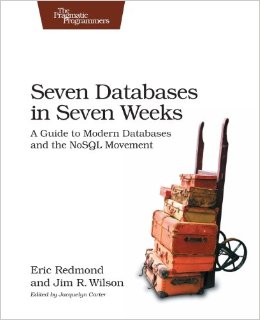 The
Pragmatic
Programmers
Seven Databases
in Seven Weeks
A Guide to Modern Databases
and the NoSQL Movement
Eric Redmond
and Jim R. Wilson
Edited by Jacquelyn Carter